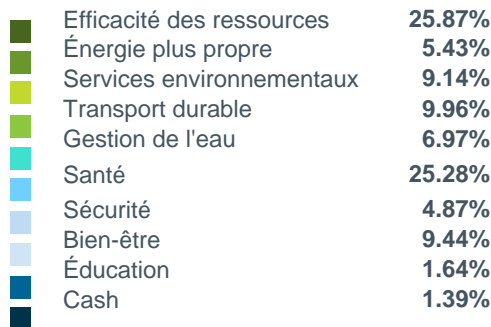 Efficacité des ressources 25.87%
Énergie plus propre 5.43%
Services environnementaux 9.14%
Transport durable 9.96%
Gestion de l'eau 6.97%
Santé 25.28%
Sécurité 4.87%
Bien-être 9.44%
Éducation 1.64%
Cash 1.39%